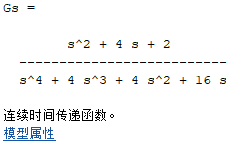 Gs =
s^2 + 4 s + 2
---------------------------
s^4 + 4 s^3 + 4 s^2 + 16 s
连续时间传递函数。
模型属性